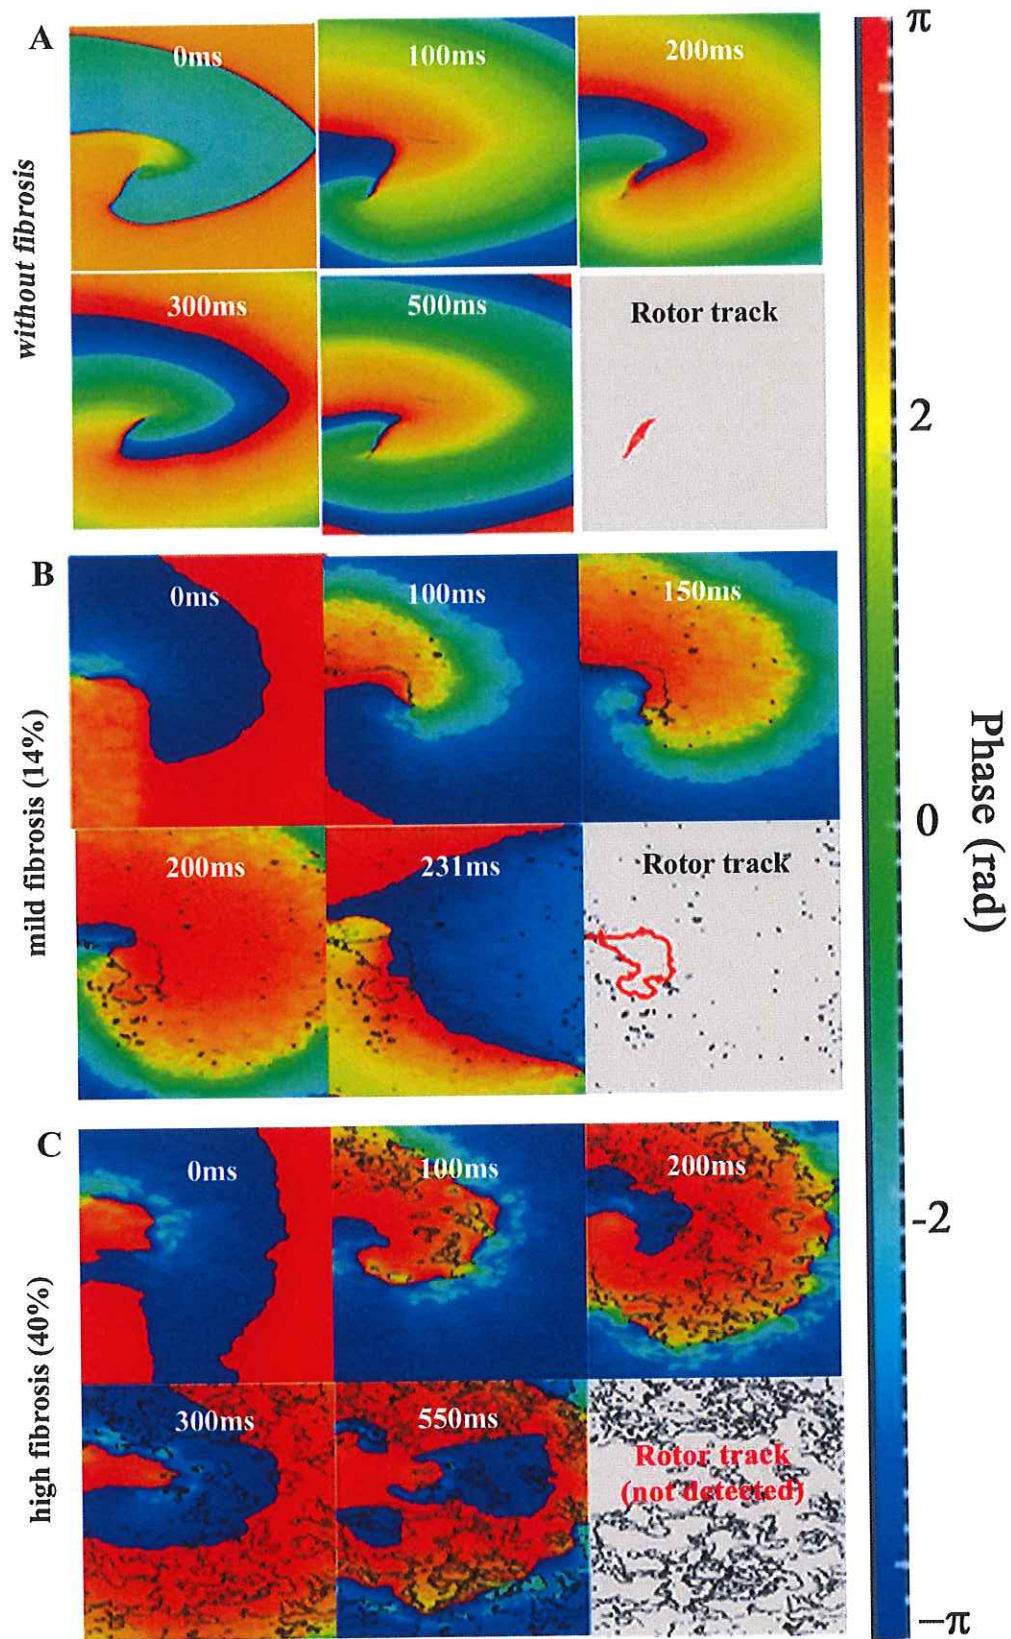 A
without fibrosis
0ms
100ms
200ms
300ms
500ms
Rotor track
B
mild fibrosis (14%)
0ms
100ms
150ms
200ms
231ms
Rotor track
C
high fibrosis (40%)
0ms
100ms
200ms
300ms
550ms
Rotor track
(not detected)
π
2
0
-2
−π
Phase (rad)